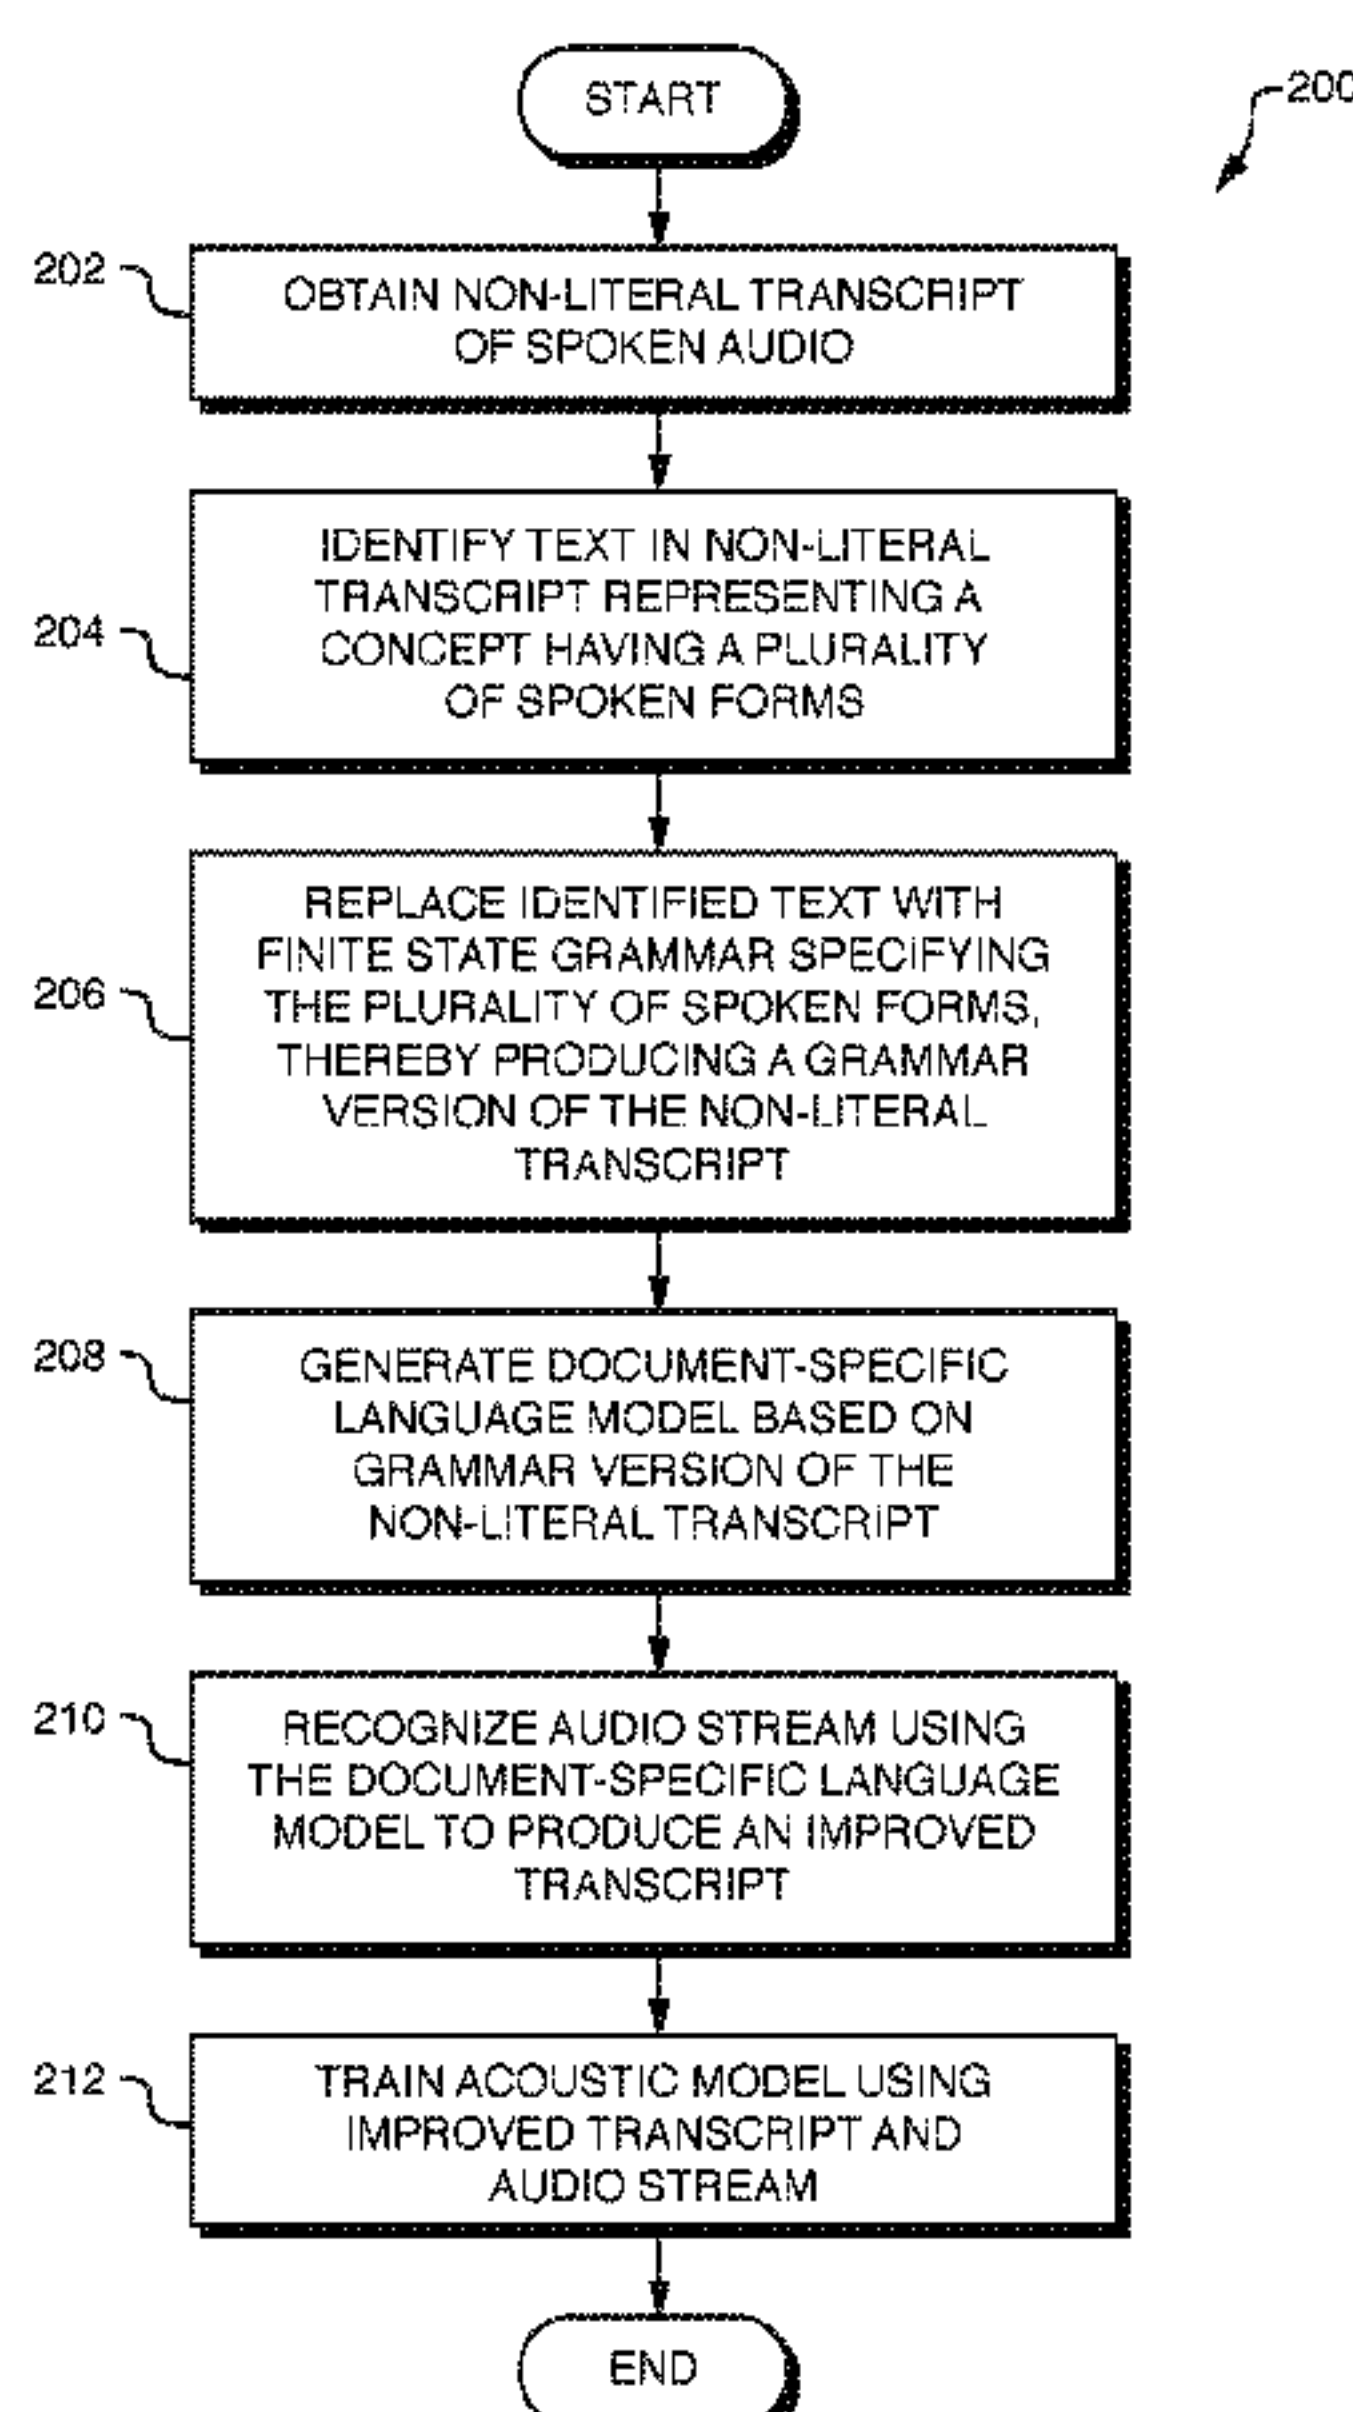 START
200
202
OBTAIN NON-LITERAL TRANSCRIPT
OF SPOKEN AUDIO
204
IDENTIFY TEXT IN NON-LITERAL
TRANSCRIPT REPRESENTING A
CONCEPT HAVING A PLURALITY
OF SPOKEN FORMS
206
REPLACE IDENTIFIED TEXT WITH
FINITE STATE GRAMMAR SPECIFYING
THE PLURALITY OF SPOKEN FORMS,
THEREBY PRODUCING A GRAMMAR
VERSION OF THE NON-LITERAL
TRANSCRIPT
208
GENERATE DOCUMENT-SPECIFIC
LANGUAGE MODEL BASED ON
GRAMMAR VERSION OF THE
NON-LITERAL TRANSCRIPT
210
RECOGNIZE AUDIO STREAM USING
THE DOCUMENT-SPECIFIC LANGUAGE
MODEL TO PRODUCE AN IMPROVED
TRANSCRIPT
212
TRAIN ACOUSTIC MODEL USING
IMPROVED TRANSCRIPT AND
AUDIO STREAM
END